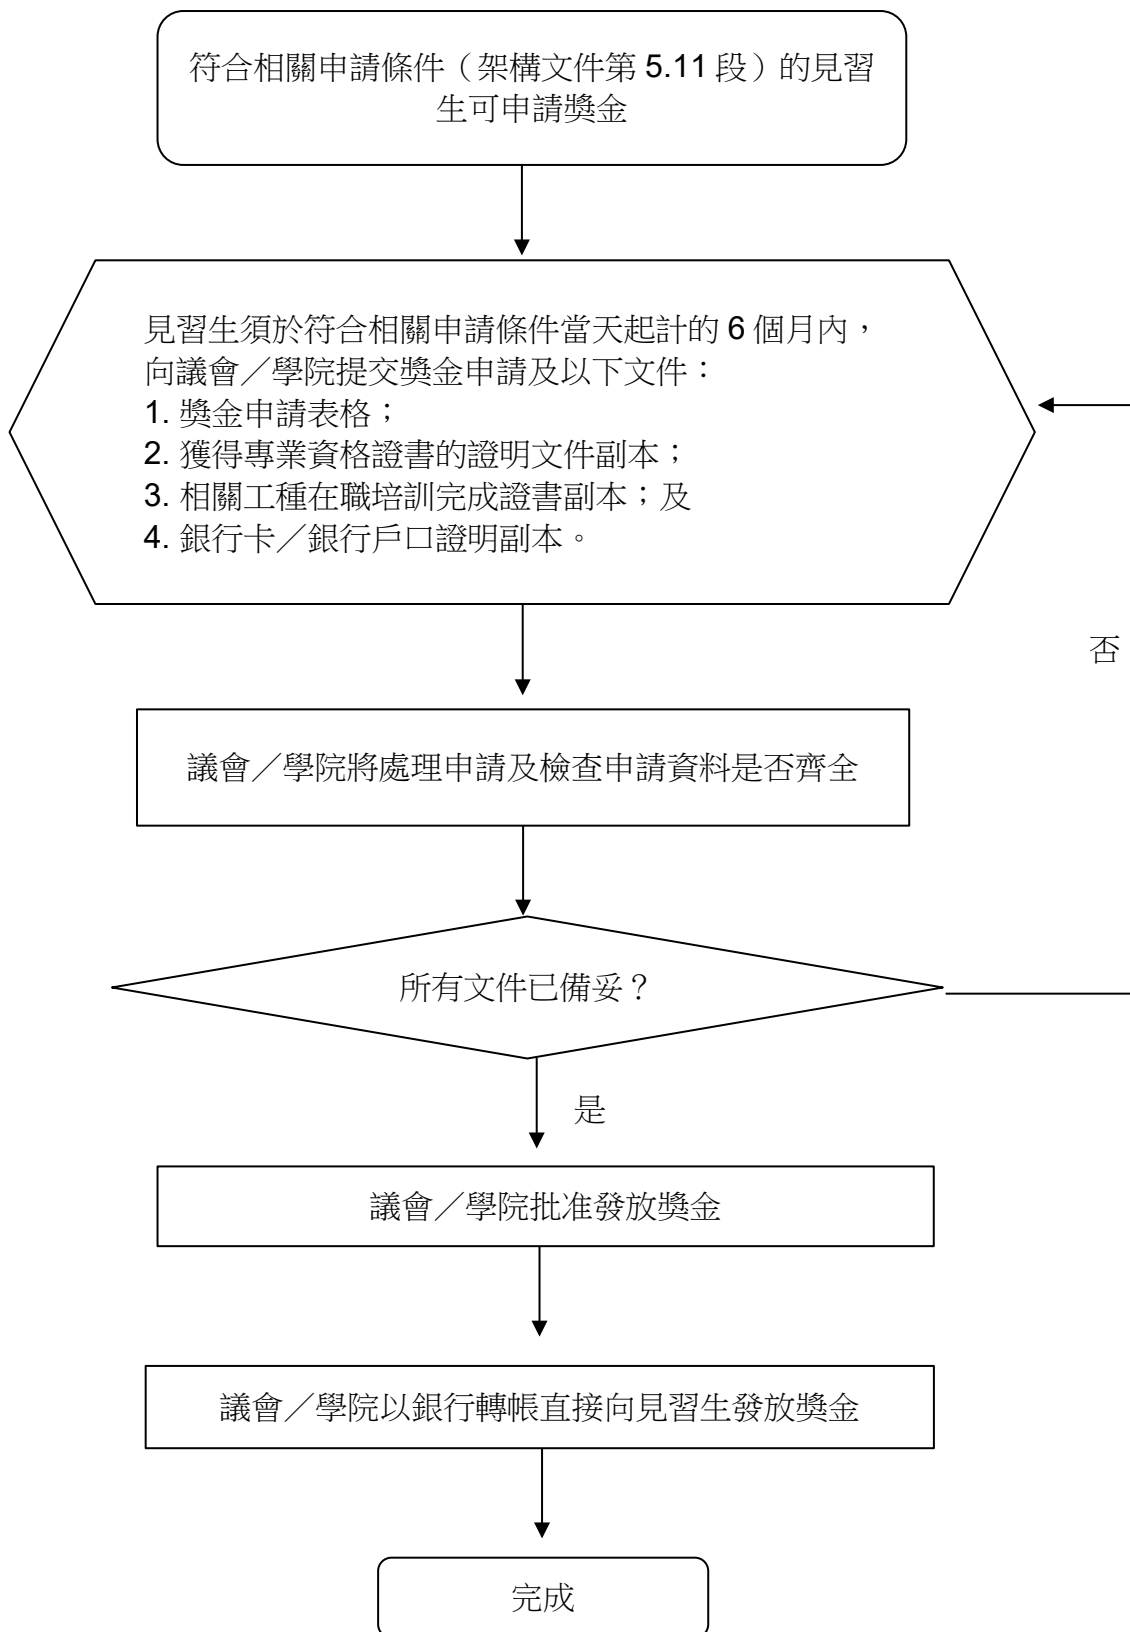 符合相關申請條件（架構文件第 5.11 段）的見習
生可申請獎金
見習生須於符合相關申請條件當天起計的 6 個月內，
向議會／學院提交獎金申請及以下文件：
1. 獎金申請表格；
2. 獲得專業資格證書的證明文件副本；
3. 相關工種在職培訓完成證書副本；及
4. 銀行卡／銀行戶口證明副本。
否
議會／學院將處理申請及檢查申請資料是否齊全
所有文件已備妥？
是
議會／學院批准發放獎金
議會／學院以銀行轉帳直接向見習生發放獎金
完成